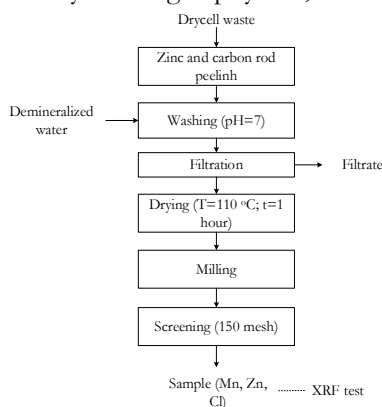 Drycell waste
Zinc and carbon rod
peelinh
Demineralized
water
Washing (pH=7)
Filtration
Filtrate
Drying (T=110 °C; t=1
hour)
Milling
Screening (150 mesh)
Sample (Mn, Zn,
Cl)
XRF test